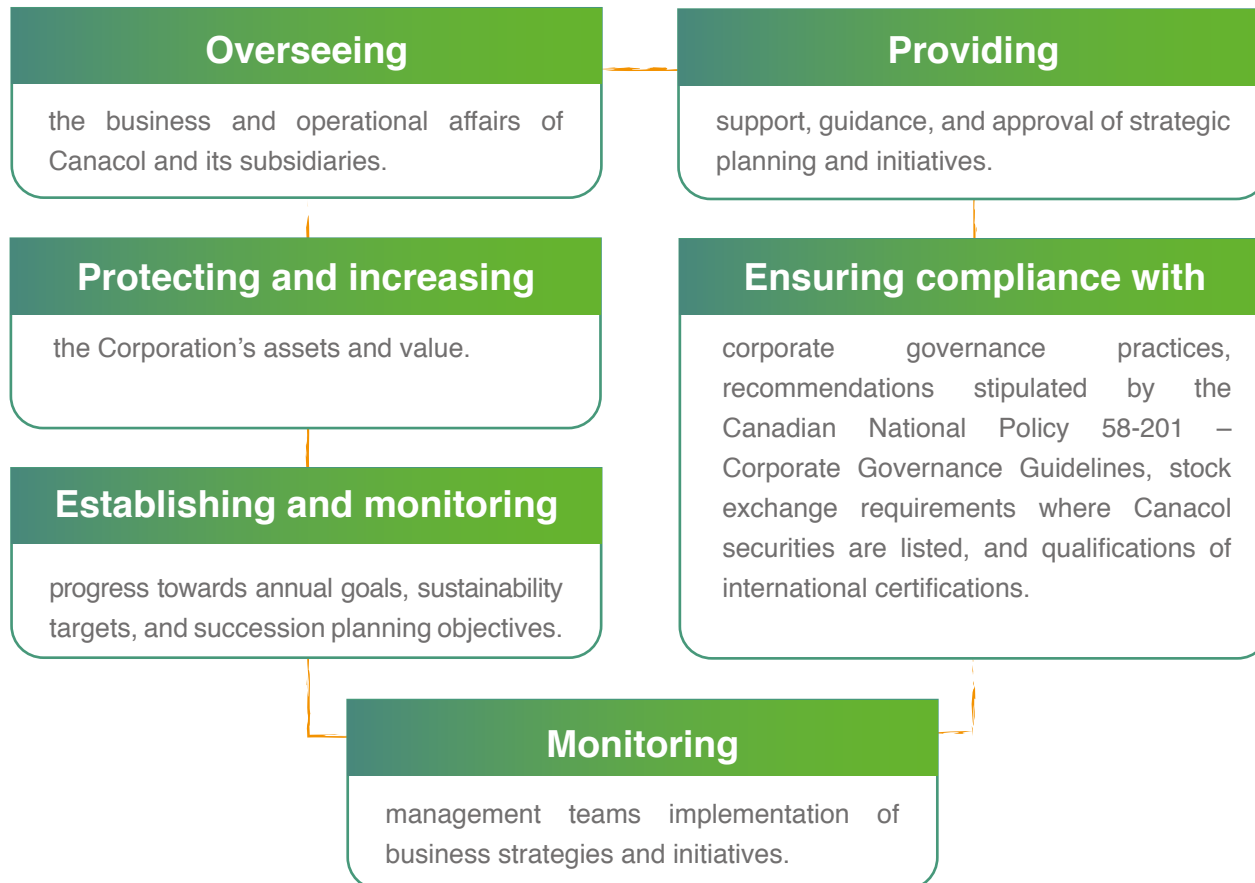 Overseeing
the business and operational affairs of
Canacol and its subsidiaries.
Providing
support, guidance, and approval of strategic
planning and initiatives.
Protecting and increasing
the Corporation’s assets and value.
Ensuring compliance with
corporate governance practices,
recommendations stipulated by the
Canadian National Policy 58-201 –
Corporate Governance Guidelines, stock
exchange requirements where Canacol
securities are listed, and qualifications of
international certifications.
Establishing and monitoring
progress towards annual goals, sustainability
targets, and succession planning objectives.
Monitoring
management teams implementation of
business strategies and initiatives.